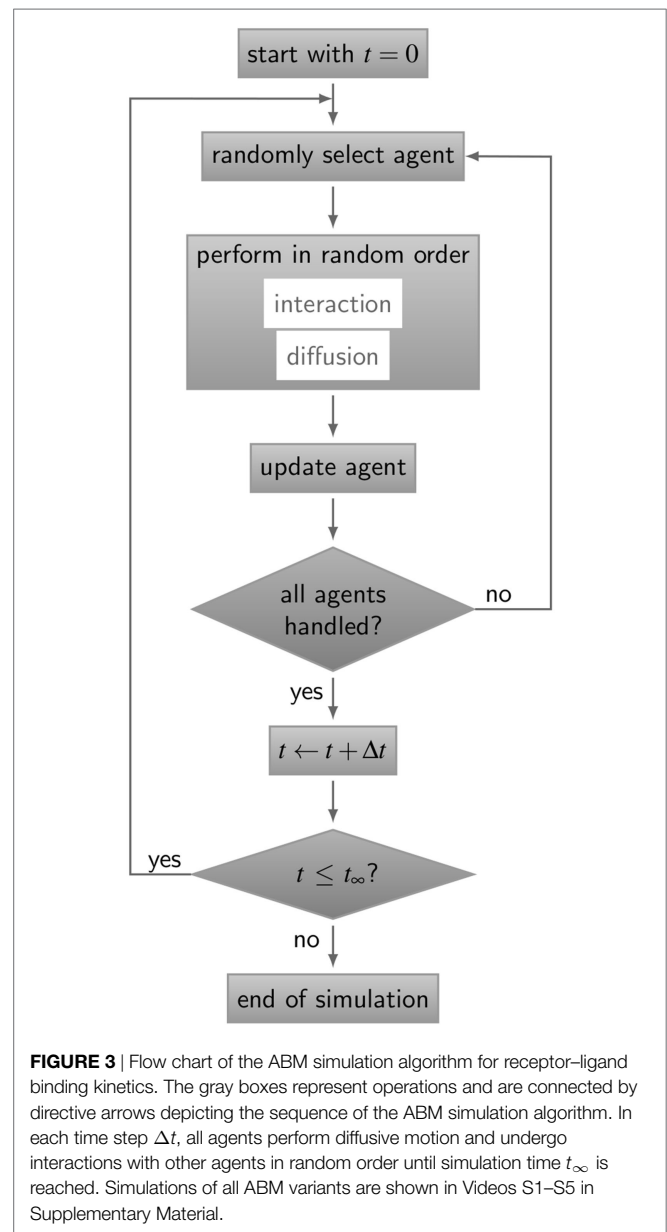 start with t = 0
randomly select agent
perform in random order
interaction
diffusion
update agent
all agents
handled?
no
yes
t ← t + Δt
yes
t ≤ t∞?
no
end of simulation
FIGURE 3 | Flow chart of the ABM simulation algorithm for receptor–ligand
binding kinetics. The gray boxes represent operations and are connected by
directive arrows depicting the sequence of the ABM simulation algorithm. In
each time step Δt, all agents perform diffusive motion and undergo
interactions with other agents in random order until simulation time t∞ is
reached. Simulations of all ABM variants are shown in Videos S1–S5 in
Supplementary Material.